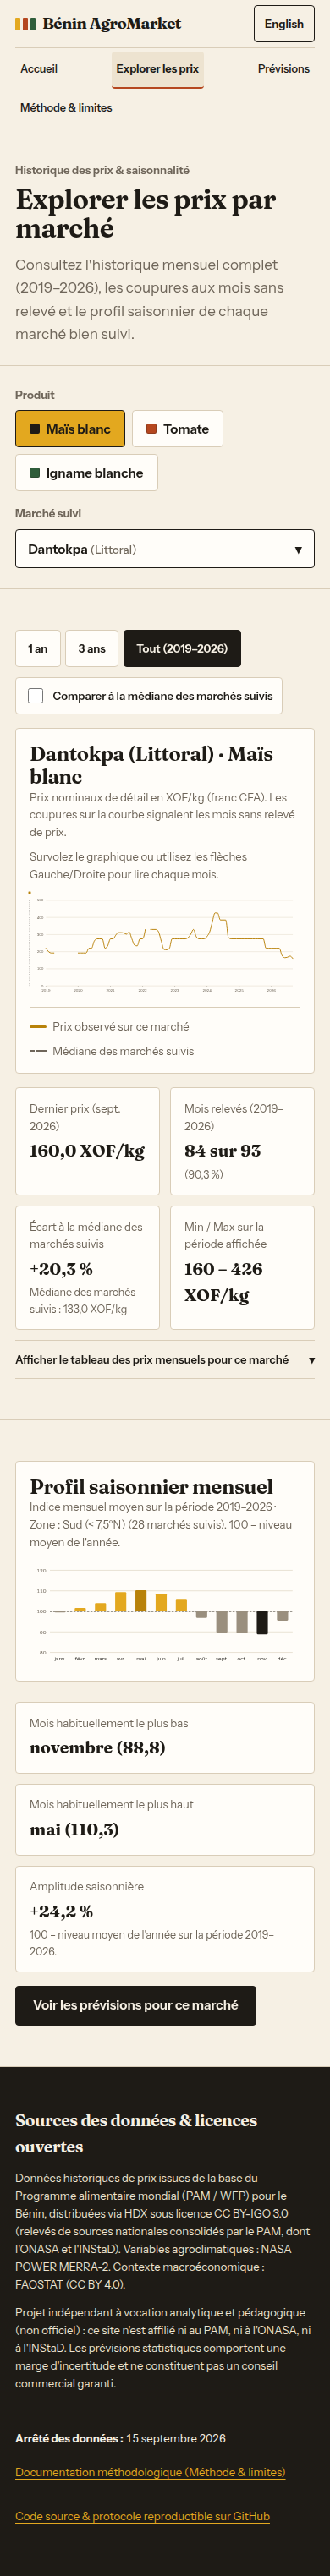 Bénin AgroMarket
English
Accueil
Explorer les prix
Prévisions
Méthode & limites
Historique des prix & saisonnalité
Explorer les prix par
marché
Consultez l'historique mensuel complet
(2019–2026), les coupures aux mois sans
relevé et le profil saisonnier de chaque
marché bien suivi.
Produit
Maïs blanc
Tomate
Igname blanche
Marché suivi
Dantokpa (Littoral)
1 an
3 ans
Tout (2019–2026)
Comparer à la médiane des marchés suivis
Dantokpa (Littoral) · Maïs
blanc
Prix nominaux de détail en XOF/kg (franc CFA). Les
coupures sur la courbe signalent les mois sans relevé
de prix.
Survolez le graphique ou utilisez les flèches
Gauche/Droite pour lire chaque mois.
Prix observé sur ce marché
Médiane des marchés suivis
Dernier prix (sept.
2026)
160,0 XOF/kg
Mois relevés (2019–
2026)
84 sur 93
(90,3 %)
Écart à la médiane des
marchés suivis
+20,3 %
Médiane des marchés
suivis : 133,0 XOF/kg
Min / Max sur la
période affichée
160 – 426
XOF/kg
Afficher le tableau des prix mensuels pour ce marché
Profil saisonnier mensuel
Indice mensuel moyen sur la période 2019–2026 ·
Zone : Sud (< 7,5°N) (28 marchés suivis). 100 = niveau
moyen de l'année.
120
110
100
90
80
janv. févr. mars avr. mai juin juil. août sept. oct. nov. déc.
Mois habituellement le plus bas
novembre (88,8)
Mois habituellement le plus haut
mai (110,3)
Amplitude saisonnière
+24,2 %
100 = niveau moyen de l'année sur la période 2019–
2026.
Voir les prévisions pour ce marché
Sources des données & licences
ouvertes
Données historiques de prix issues de la base du
Programme alimentaire mondial (PAM / WFP) pour le
Bénin, distribuées via HDX sous licence CC BY-IGO 3.0
(relevés de sources nationales consolidés par le PAM, dont
l'ONASA et l'INStaD). Variables agroclimatiques : NASA
POWER MERRA-2. Contexte macroéconomique :
FAOSTAT (CC BY 4.0).
Projet indépendant à vocation analytique et pédagogique
(non officiel) : ce site n'est affilié ni au PAM, ni à l'ONASA, ni
à l'INStaD. Les prévisions statistiques comportent une
marge d'incertitude et ne constituent pas un conseil
commercial garanti.
Arrêté des données : 15 septembre 2026
Documentation méthodologique (Méthode & limites)
Code source & protocole reproductible sur GitHub